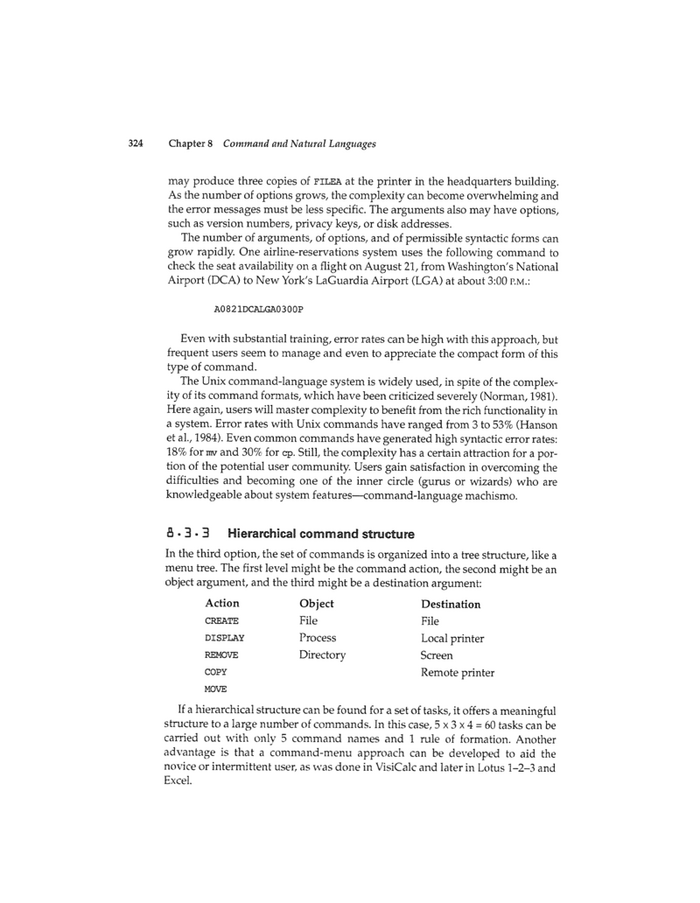 324 Chapter 8 Command and Natural Languages
may produce three copies of FILEA at the printer in the headquarters building.
As the number of options grows, the complexity can become overwhelming and
the error messages must be less specific. The arguments also may have options,
such as version numbers, privacy keys, or disk addresses.
The number of arguments, of options, and of permissible syntactic forms can
grow rapidly. One airline-reservations system uses the following command to
check the seat availability on a flight on August 21, from Washington's National
Airport (DCA) to New York's LaGuardia Airport (LGA) at about 3:00 P.M.:
A0821DCALGA0300P
Even with substantial training, error rates can be high with this approach, but
frequent users seem to manage and even to appreciate the compact form of this
type of command.
The Unix command-language system is widely used, in spite of the complex-
ity of its command formats, which have been criticized severely (Norman, 1981).
Here again, users will master complexity to benefit from the rich functionality in
a system. Error rates with Unix commands have ranged from 3 to 53% (Hanson
et al., 1984). Even common commands have generated high syntactic error rates:
18% for mv and 30% for cp. Still, the complexity has a certain attraction for a por-
tion of the potential user community. Users gain satisfaction in overcoming the
difficulties and becoming one of the inner circle (gurus or wizards) who are
knowledgeable about system features—command-language machismo.
8.3.3 Hierarchical command structure
In the third option, the set of commands is organized into a tree structure, like a
menu tree. The first level might be the command action, the second might be an
object argument, and the third might be a destination argument:
Action Object Destination
CREATE File File
DISPLAY Process Local printer
REMOVE Directory Screen
COPY Remote printer
MOVE
If a hierarchical structure can be found for a set of tasks, it offers a meaningful
structure to a large number of commands. In this case, 5 x 3 x 4 = 60 tasks can be
carried out with only 5 command names and 1 rule of formation. Another
advantage is that a command-menu approach can be developed to aid the
novice or intermittent user, as was done in VisiCalc and later in Lotus 1–2–3 and
Excel.